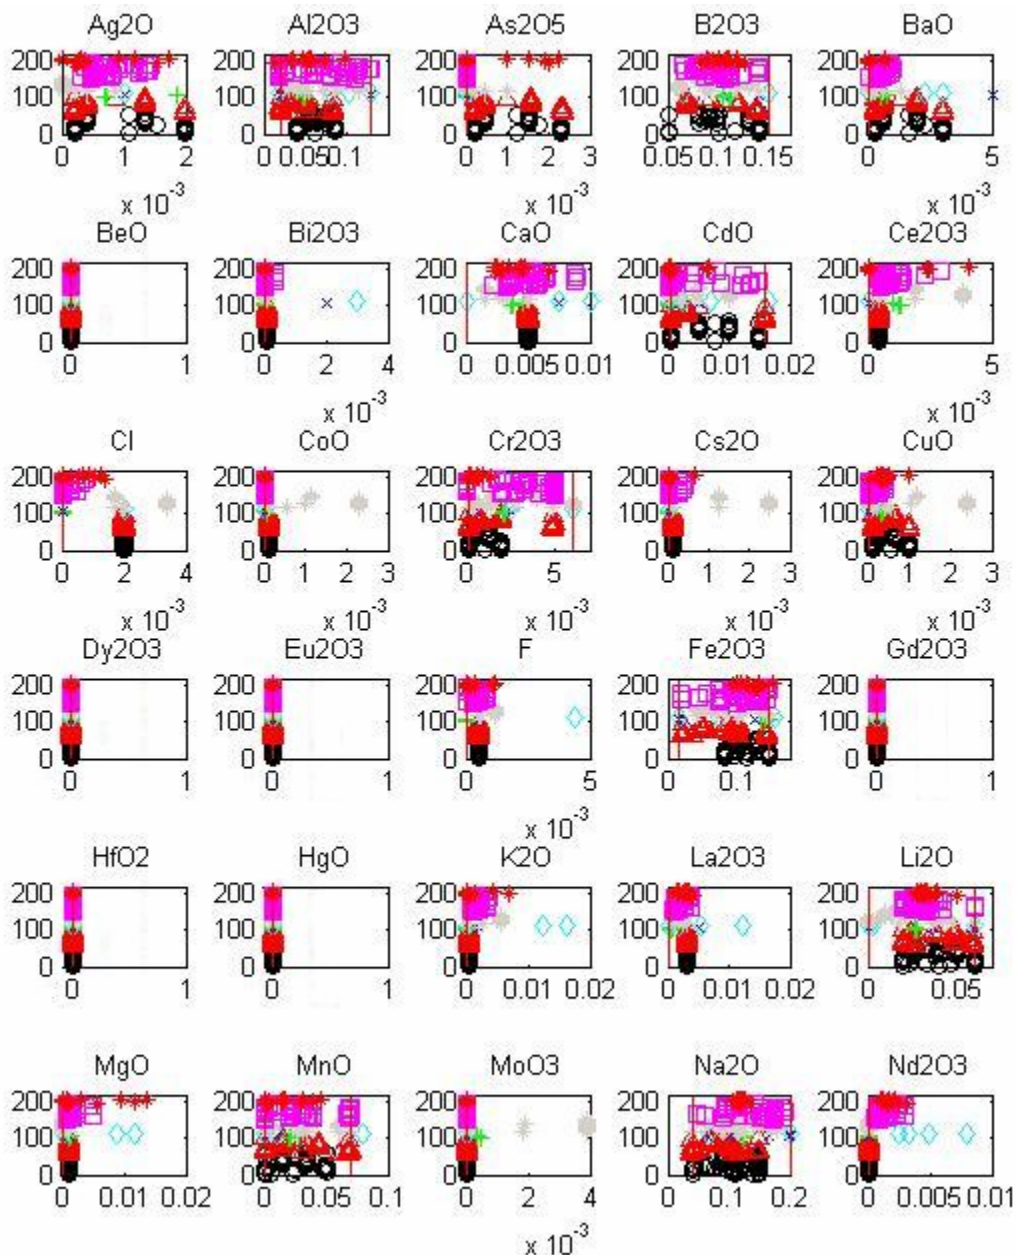 Ag2O Al2O3 As2O5 B2O3 BaO
200 200 200 200 200
100 100 100 100 100
0 0 0 0 0
0 1 2 0 0.05 0.1 0 1 2 3 0.05 0.1 0.15 0 5
x 10^-3 x 10^-3 x 10^-3
BeO Bi2O3 CaO CdO Ce2O3
200 200 200 200 200
100 100 100 100 100
0 0 0 0 0
0 1 0 2 4 0 0.005 0.01 0 0.01 0.02 0 5
x 10^-3 x 10^-3
Cl CoO Cr2O3 Cs2O CuO
200 200 200 200 200
100 100 100 100 100
0 0 0 0 0
0 2 4 0 1 2 3 0 5 0 1 2 3 0 1 2 3
x 10^-3 x 10^-3 x 10^-3 x 10^-3 x 10^-3
Dy2O3 Eu2O3 F Fe2O3 Gd2O3
200 200 200 200 200
100 100 100 100 100
0 0 0 0 0
0 1 0 1 0 5 0.1 0 1
x 10^-3
HfO2 HgO K2O La2O3 Li2O
200 200 200 200 200
100 100 100 100 100
0 0 0 0 0
0 1 0 1 0 0.01 0.02 0 0.01 0.02 0 0.05
MgO MnO MoO3 Na2O Nd2O3
200 200 200 200 200
100 100 100 100 100
0 0 0 0 0
0 0.01 0.02 0 0.05 0.1 0 2 4 0 0.1 0.2 0 0.005 0.01
x 10^-3